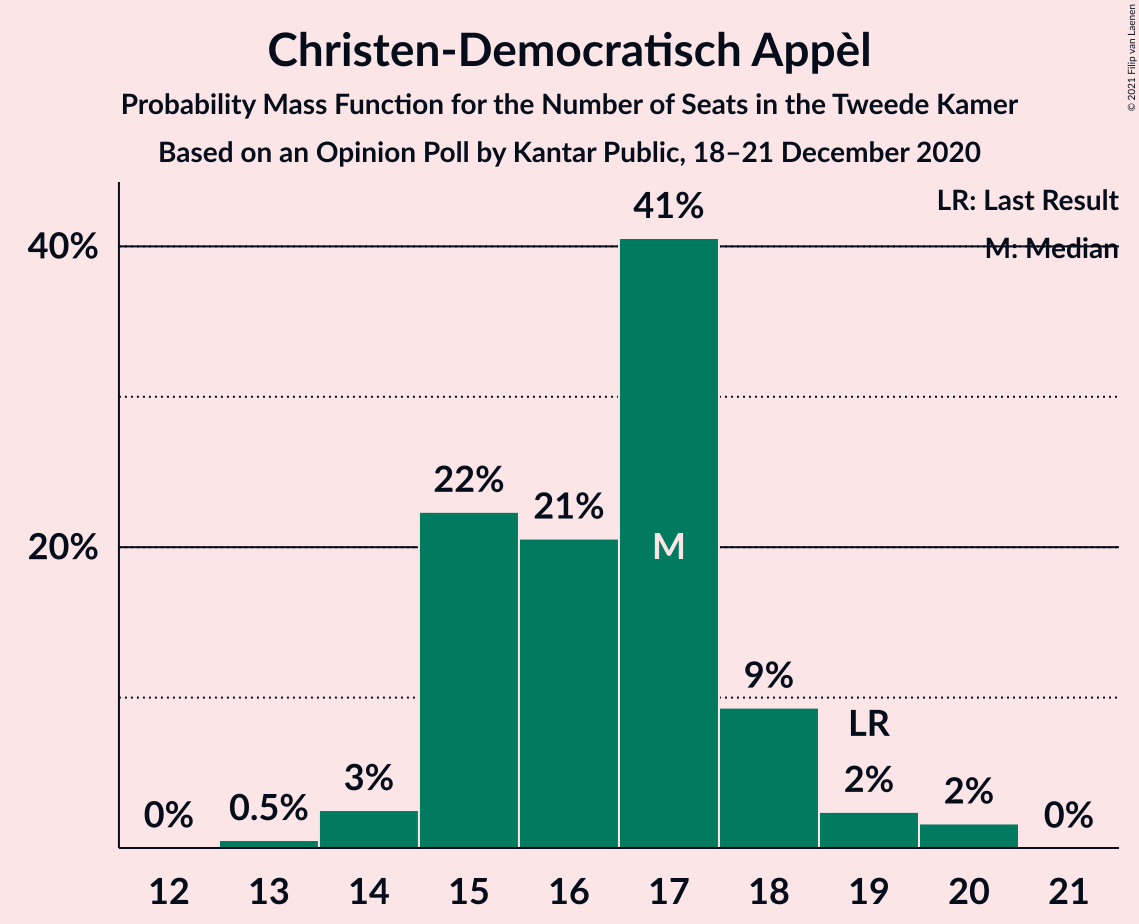 Christen-Democratisch Appèl
Probability Mass Function for the Number of Seats in the Tweede Kamer
Based on an Opinion Poll by Kantar Public, 18–21 December 2020
© 2021 Filip van Laenen
LR: Last Result
M: Median
41%
40%
22%
21%
M
20%
9%
LR
3%
2%
2%
0.5%
0%
0%
12 13 14 15 16 17 18 19 20 21